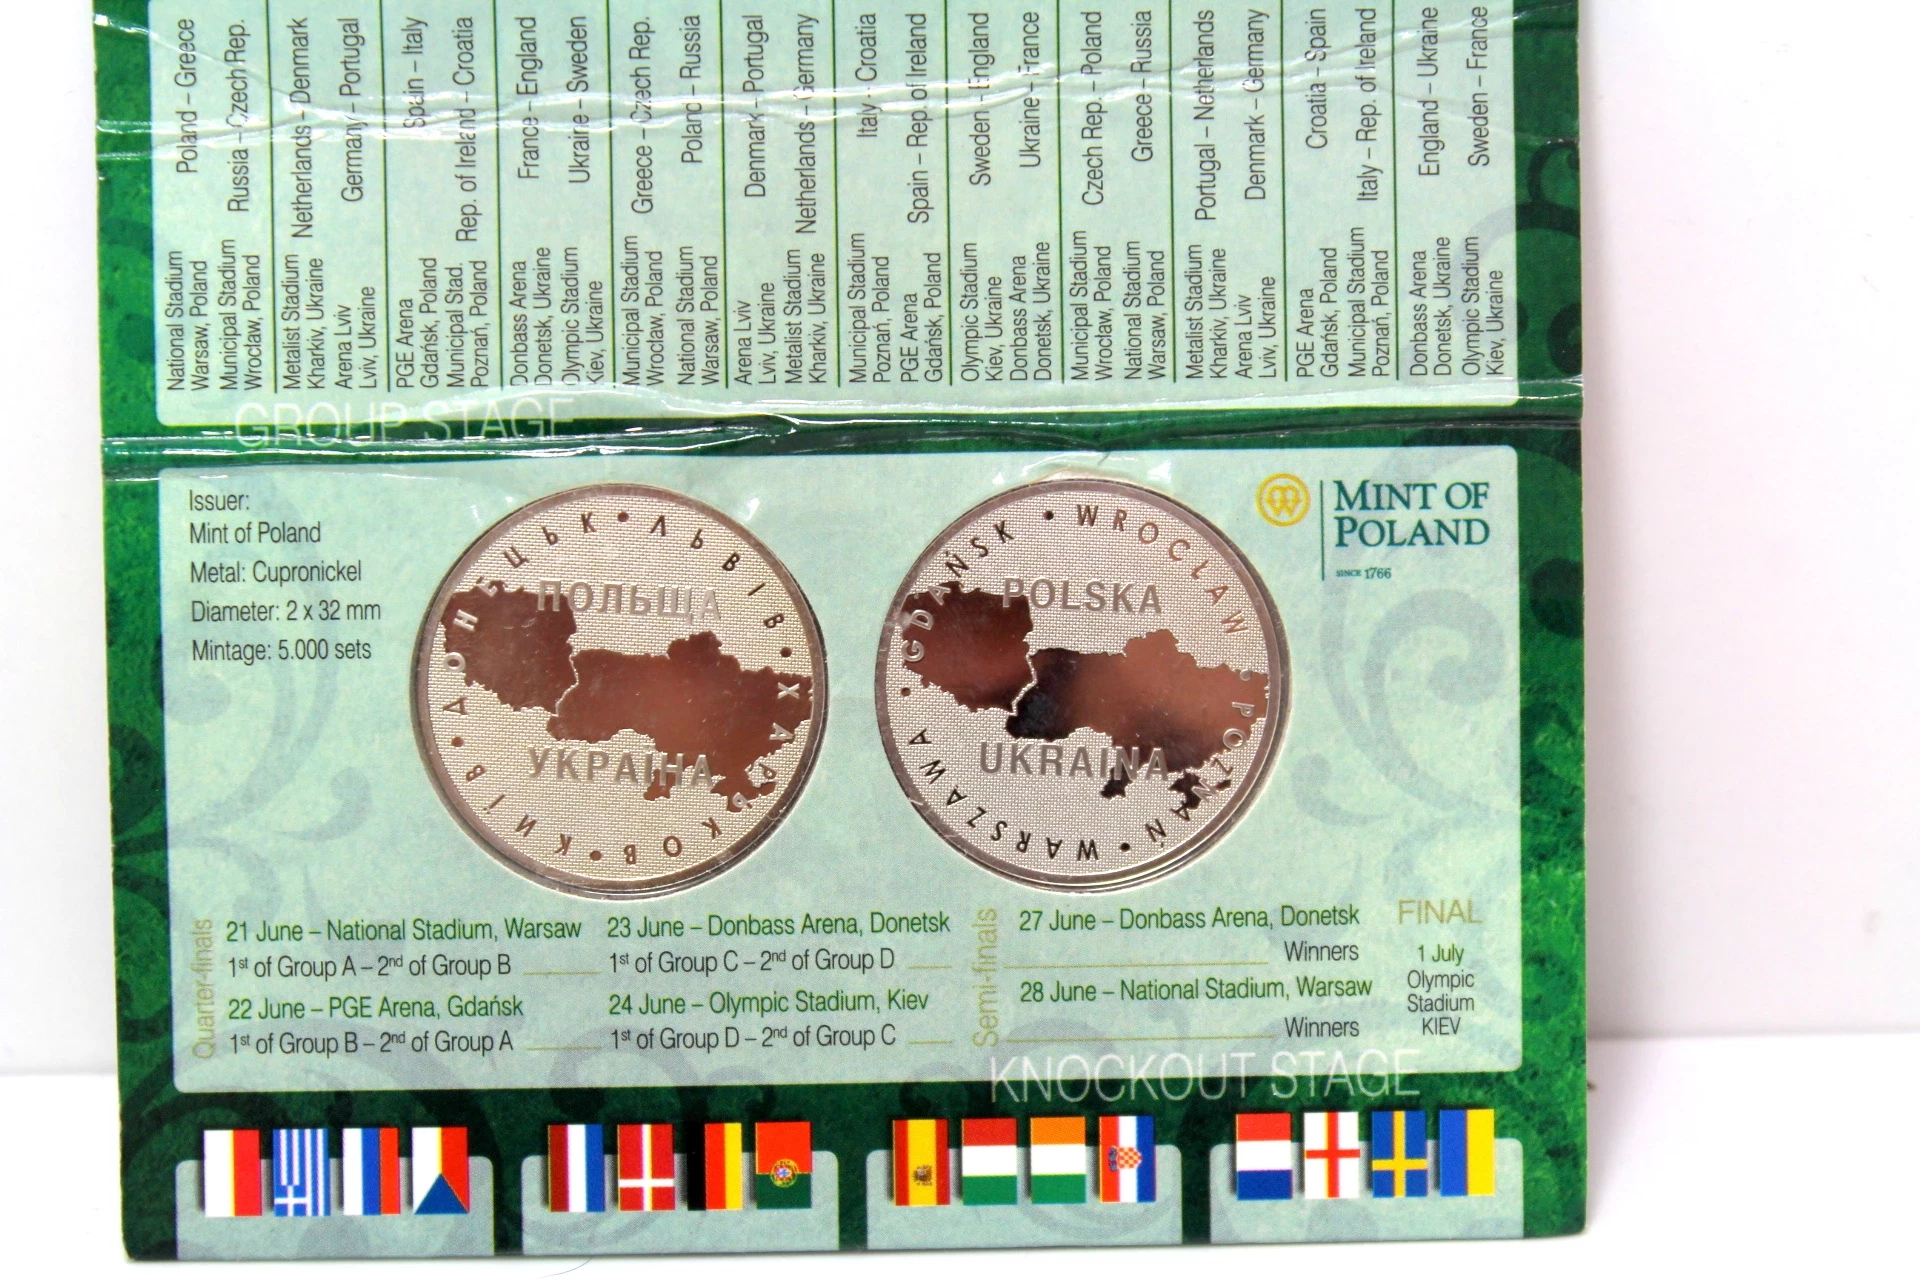 Poland – Greece
Russia – Czech Rep.
Netherlands – Denmark
Germany – Portugal
Spain – Italy
Rep. of Ireland – Croatia
France – England
Ukraine – Sweden
Greece – Czech Rep.
Poland – Russia
Denmark – Portugal
Netherlands – Germany
Italy – Croatia
Spain – Rep. of Ireland
Sweden – England
Ukraine – France
Czech Rep. – Poland
Greece – Russia
Portugal – Netherlands
Denmark – Germany
Croatia – Spain
Italy – Rep. of Ireland
England – Ukraine
Sweden – France
National Stadium
Warsaw, Poland
Municipal Stadium
Wrocław, Poland
Metalist Stadium
Kharkiv, Ukraine
Arena Lviv
Lviv, Ukraine
PGE Arena
Gdańsk, Poland
Municipal Stad.
Poznań, Poland
Donbass Arena
Donetsk, Ukraine
Olympic Stadium
Kiev, Ukraine
Municipal Stadium
Wrocław, Poland
National Stadium
Warsaw, Poland
Arena Lviv
Lviv, Ukraine
Metalist Stadium
Kharkiv, Ukraine
Municipal Stadium
Poznań, Poland
PGE Arena
Gdańsk, Poland
Olympic Stadium
Kiev, Ukraine
Donbass Arena
Donetsk, Ukraine
Municipal Stadium
Wrocław, Poland
National Stadium
Warsaw, Poland
Metalist Stadium
Kharkiv, Ukraine
Arena Lviv
Lviv, Ukraine
PGE Arena
Gdańsk, Poland
Municipal Stadium
Poznań, Poland
Donbass Arena
Donetsk, Ukraine
Olympic Stadium
Kiev, Ukraine
GROUP STAGE
Issuer:
Mint of Poland
Metal: Cupronickel
Diameter: 2 x 32 mm
Mintage: 5.000 sets
ДОНЕЦЬК • ЛЬВІВ • ХАРЬКОВ • КИЇВ •
ПОЛЬЩА
УКРАЇНА
GDAŃSK • WROCŁAW • POZNAŃ • WARSZAWA •
POLSKA
UKRAINA
MINT OF
POLAND
SINCE 1766
Quarter-finals
21 June – National Stadium, Warsaw
1st of Group A – 2nd of Group B
22 June – PGE Arena, Gdańsk
1st of Group B – 2nd of Group A
23 June – Donbass Arena, Donetsk
1st of Group C – 2nd of Group D
24 June – Olympic Stadium, Kiev
1st of Group D – 2nd of Group C
Semi-finals
27 June – Donbass Arena, Donetsk
Winners
28 June – National Stadium, Warsaw
Winners
FINAL
1 July
Olympic
Stadium
KIEV
KNOCKOUT STAGE